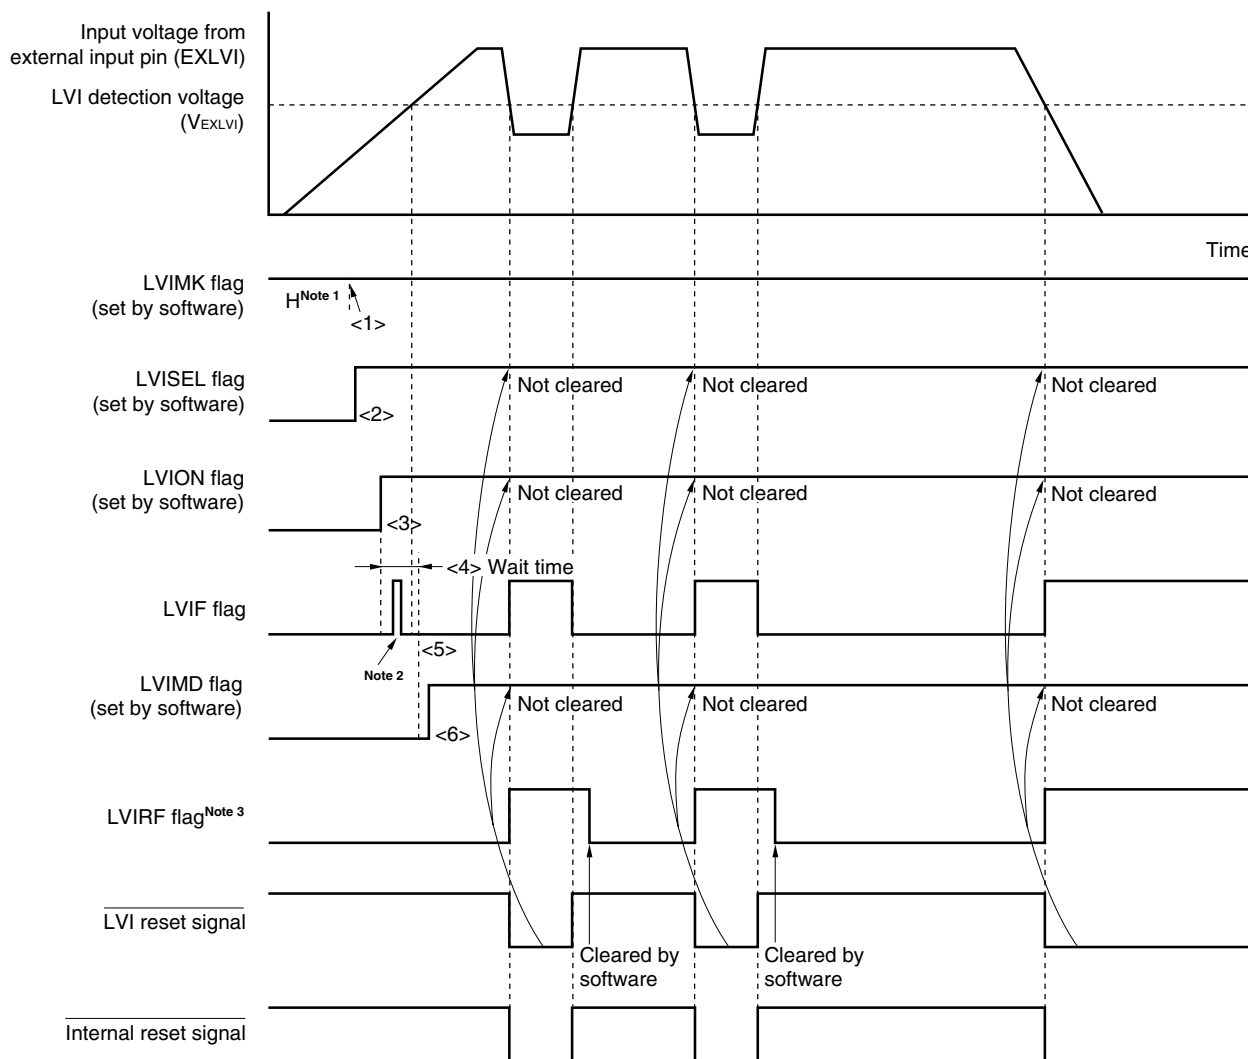 Input voltage from
external input pin (EXLVI)
LVI detection voltage
(VEXLVI)
Time
LVIMK flag
(set by software)
H Note 1
<1>
LVISEL flag
(set by software)
<2>
Not cleared
Not cleared
Not cleared
LVION flag
(set by software)
<3>
Not cleared
Not cleared
Not cleared
<4> Wait time
LVIF flag
Note 2
<5>
LVIMD flag
(set by software)
<6>
Not cleared
Not cleared
Not cleared
LVIRF flag Note 3
LVI reset signal
Cleared by
software
Cleared by
software
Internal reset signal